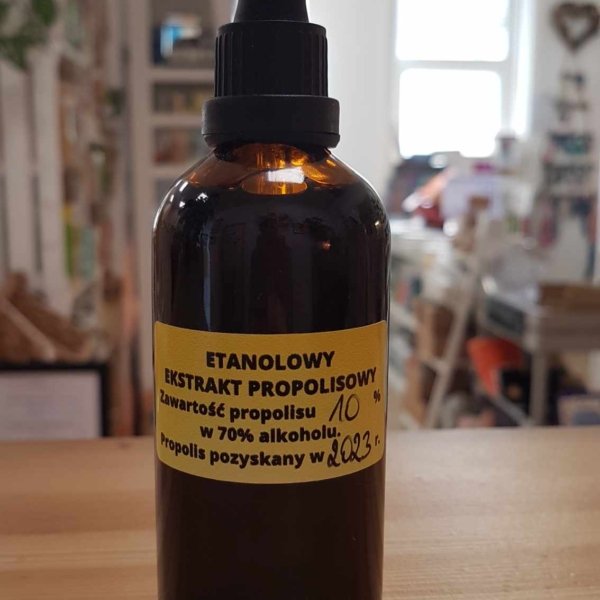 ETANOLOWY
EKSTRAKT PROPOLISOWY
Zawartość propolisu 10 %
w 70% alkoholu.
Propolis pozyskany w 2023 r.